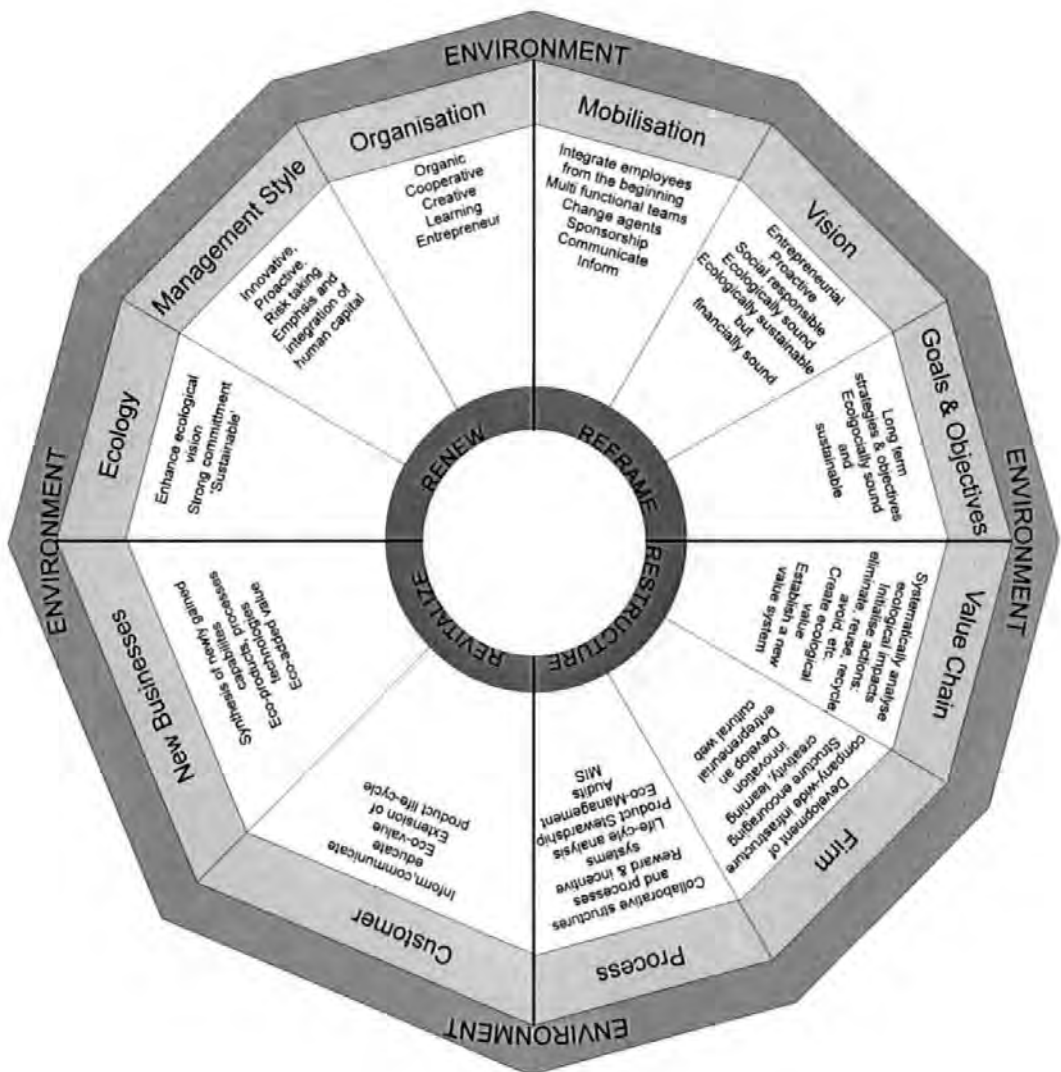 ENVIRONMENT
Organisation
Organic
Cooperative
Creative
Learning
Entrepreneur
Mobilisation
Integrate employees
from the beginning
Multi functional teams
Change agents
Sponsorship
Communicate
Inform
Vision
Entrepreneurial
Proactive
Social responsible
Ecologically sound
Ecologically sustainable
but
financially sound
Goals & Objectives
Long term
strategies & objectives
Ecolgocially sound
and
sustainable
ENVIRONMENT
Value Chain
Systematically analyse
ecological impacts
Initialise actions:
eliminate, reuse, recycle
avoid, etc.
Create ecological
value
Establish a new
value system
Firm
Development of
company-wide infrastructure
Structure encouraging
creativity, learning
innovation
Develop an
entrepreneurial
cultural web
Process
Collaborative structures
and processes
Reward & incentive
systems
Life-cyle analysis
Product Stewardship
Eco-Management
Audits
MIS
ENVIRONMENT
Customer
Inform,communicate
educate
Eco-value
Extension of
product life-cycle
New Businesses
Synthesis of newly gained
capabilites
Eco-products, processes
technologies
Eco-added value
ENVIRONMENT
Ecology
Enhance ecological
vision
Strong committment
'Sustainable'
Management Style
Innovative,
Proactive,
Risk taking
Emphsis and
integration of
human capital
RENEW
REFRAME
RESTRUCTURE
REVITALIZE